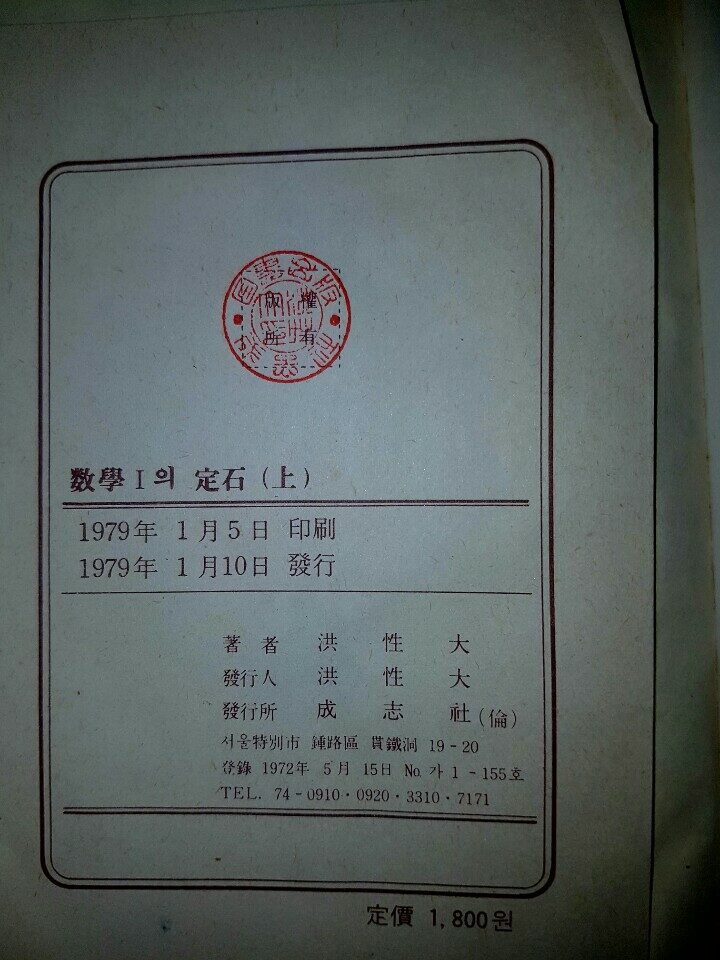 版權
所有
数學 I의 定石 (上)
1979年 1月5日 印刷
1979年 1月10日 發行
著者 洪性大
發行人 洪性大
發行所 成志社 (倫)
서울特別市 鍾路區 貫鐵洞 19-20
登錄 1972年 5月 15日 No. 가 1-155호
TEL. 74-0910·0920·3310·7171
定價 1,800원